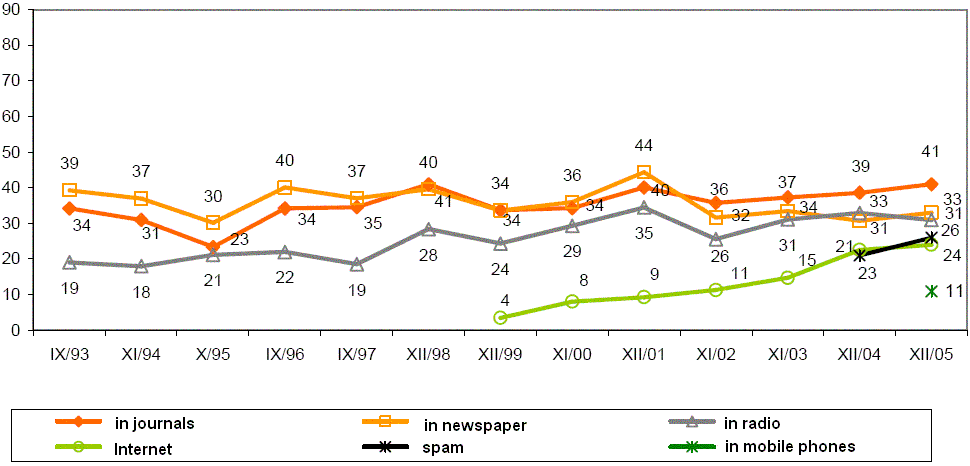 90
80
70
60
50
40
30
20
10
0
39 37 30 40 37 40 34 36 44 36 37 39 41
34 31 23 34 35 41 34 34 40 32 34 33 33
31 31 26 24
19 18 21 22 19 28 24 29 35 26 31 21 23
4 8 9 11 15 11
IX/93 XI/94 X/95 IX/96 IX/97 XII/98 XII/99 XI/00 XII/01 XI/02 XI/03 XII/04 XII/05
in journals in newspaper in radio
Internet spam in mobile phones